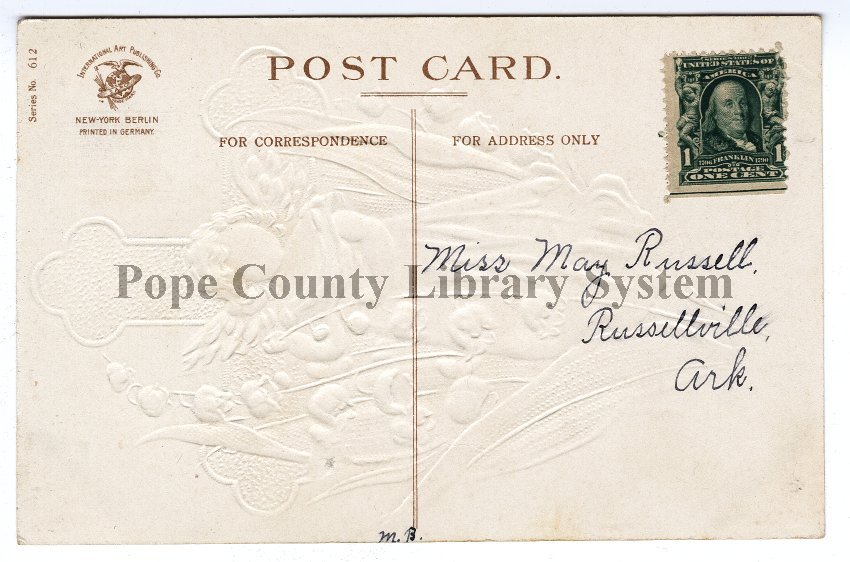 Series No. 612
INTERNATIONAL ART PUBLISHING Co.
NEW-YORK BERLIN
PRINTED IN GERMANY.
POST CARD.
FOR CORRESPONDENCE
FOR ADDRESS ONLY
SERIES 1902
UNITED STATES OF
AMERICA
1 1
1706 FRANKLIN 1790
POSTAGE
ONE CENT
Miss May Russell,
Russellville,
Ark.
Pope County Library System
M.B.